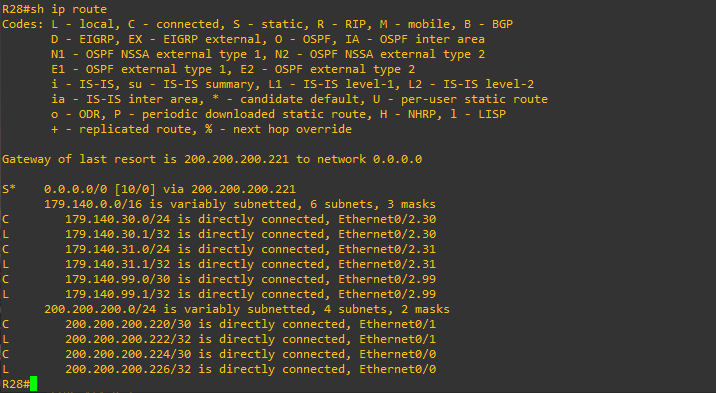 R28#sh ip route
Codes: L - local, C - connected, S - static, R - RIP, M - mobile, B - BGP
       D - EIGRP, EX - EIGRP external, O - OSPF, IA - OSPF inter area
       N1 - OSPF NSSA external type 1, N2 - OSPF NSSA external type 2
       E1 - OSPF external type 1, E2 - OSPF external type 2
       i - IS-IS, su - IS-IS summary, L1 - IS-IS level-1, L2 - IS-IS level-2
       ia - IS-IS inter area, * - candidate default, U - per-user static route
       o - ODR, P - periodic downloaded static route, H - NHRP, l - LISP
       + - replicated route, % - next hop override

Gateway of last resort is 200.200.200.221 to network 0.0.0.0

S*    0.0.0.0/0 [10/0] via 200.200.200.221
      179.140.0.0/16 is variably subnetted, 6 subnets, 3 masks
C        179.140.30.0/24 is directly connected, Ethernet0/2.30
L        179.140.30.1/32 is directly connected, Ethernet0/2.30
C        179.140.31.0/24 is directly connected, Ethernet0/2.31
L        179.140.31.1/32 is directly connected, Ethernet0/2.31
C        179.140.99.0/30 is directly connected, Ethernet0/2.99
L        179.140.99.1/32 is directly connected, Ethernet0/2.99
      200.200.200.0/24 is variably subnetted, 4 subnets, 2 masks
C        200.200.200.220/30 is directly connected, Ethernet0/1
L        200.200.200.222/32 is directly connected, Ethernet0/1
C        200.200.200.224/30 is directly connected, Ethernet0/0
L        200.200.200.226/32 is directly connected, Ethernet0/0
R28#